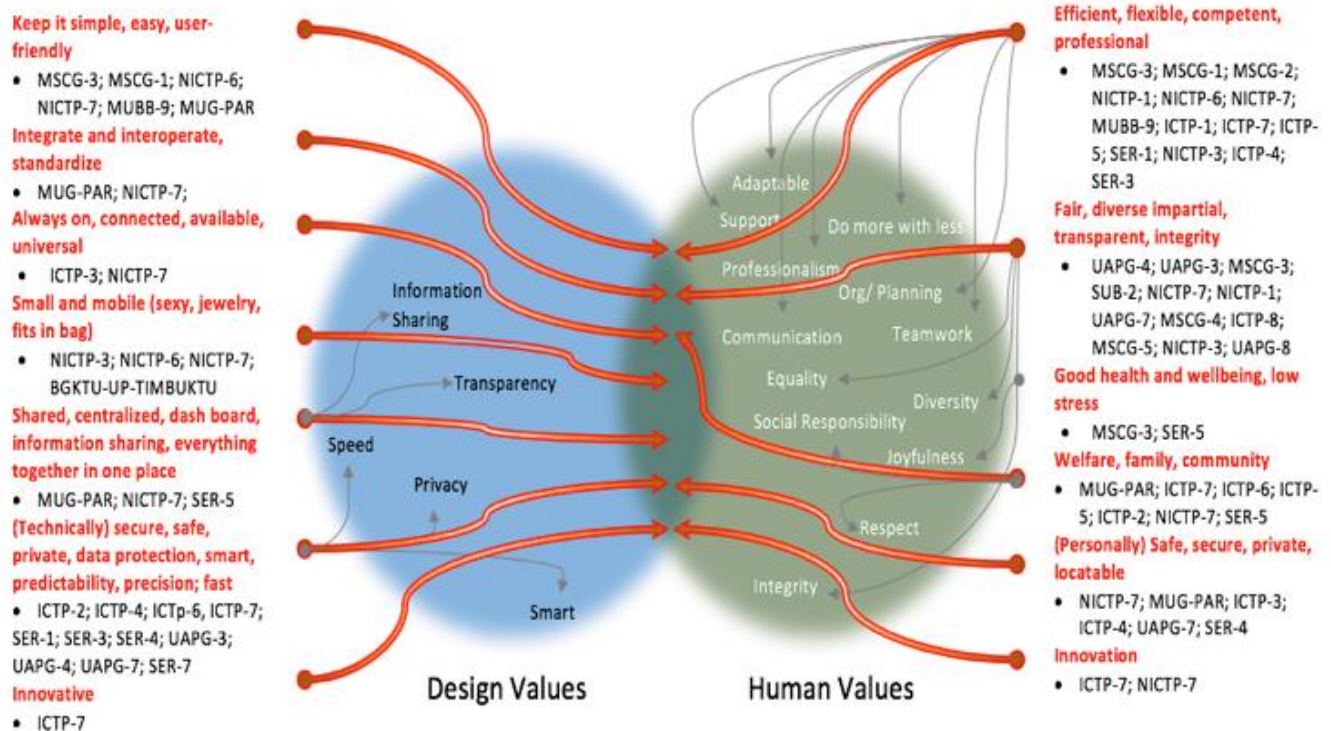 Keep it simple, easy, user-
friendly
• MSCG-3; MSCG-1; NICTP-6;
NICTP-7; MUBB-9; MUG-PAR
Integrate and interoperate,
standardize
• MUG-PAR; NICTP-7;
Always on, connected, available,
universal
• ICTP-3; NICTP-7
Small and mobile (sexy, jewelry,
fits in bag)
• NICTP-3; NICTP-6; NICTP-7;
BGKTU-UP-TIMBUKTU
Shared, centralized, dash board,
information sharing, everything
together in one place
• MUG-PAR; NICTP-7; SER-5
(Technically) secure, safe,
private, data protection, smart,
predictability, precision; fast
• ICTP-2; ICTP-4; ICTp-6, ICTP-7;
SER-1; SER-3; SER-4; UAPG-3;
UAPG-4; UAPG-7; SER-7
Innovative
• ICTP-7
Information
Sharing
Transparency
Speed
Privacy
Smart
Design Values
Adaptable
Support
Do more with less
Professionalism
Org/ Planning
Communication
Teamwork
Equality
Diversity
Social Responsibility
Joyfulness
Respect
Integrity
Human Values
Efficient, flexible, competent,
professional
• MSCG-3; MSCG-1; MSCG-2;
NICTP-1; NICTP-6; NICTP-7;
MUBB-9; ICTP-1; ICTP-7; ICTP-
5; SER-1; NICTP-3; ICTP-4;
SER-3
Fair, diverse impartial,
transparent, integrity
• UAPG-4; UAPG-3; MSCG-3;
SUB-2; NICTP-7; NICTP-1;
UAPG-7; MSCG-4; ICTP-8;
MSCG-5; NICTP-3; UAPG-8
Good health and wellbeing, low
stress
• MSCG-3; SER-5
Welfare, family, community
• MUG-PAR; ICTP-7; ICTP-6; ICTP-
5; ICTP-2; NICTP-7; SER-5
(Personally) Safe, secure, private,
locatable
• NICTP-7; MUG-PAR; ICTP-3;
ICTP-4; UAPG-7; SER-4
Innovation
• ICTP-7; NICTP-7